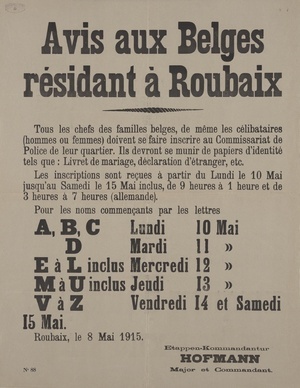 Avis aux Belges
résidant à Roubaix
Tous les chefs des familles belges, de même les célibataires
(hommes ou femmes) doivent se faire inscrire au Commissariat de
Police de leur quartier. Ils devront se munir de papiers d'identité
tels que : Livret de mariage, déclaration d'étranger, etc.
Les inscriptions sont reçues à partir du Lundi le 10 Mai
jusqu'au Samedi le 15 Mai inclus, de 9 heures à 1 heure et de
3 heures à 7 heures (allemande).
Pour les noms commençants par les lettres
A, B, C Lundi 10 Mai
D Mardi 11 »
E à L inclus Mercredi 12 »
M à U inclus Jeudi 13 »
V à Z Vendredi 14 et Samedi
15 Mai.
Roubaix, le 8 Mai 1915.
Etappen-Kommandantur
HOFMANN
Major et Commandant.